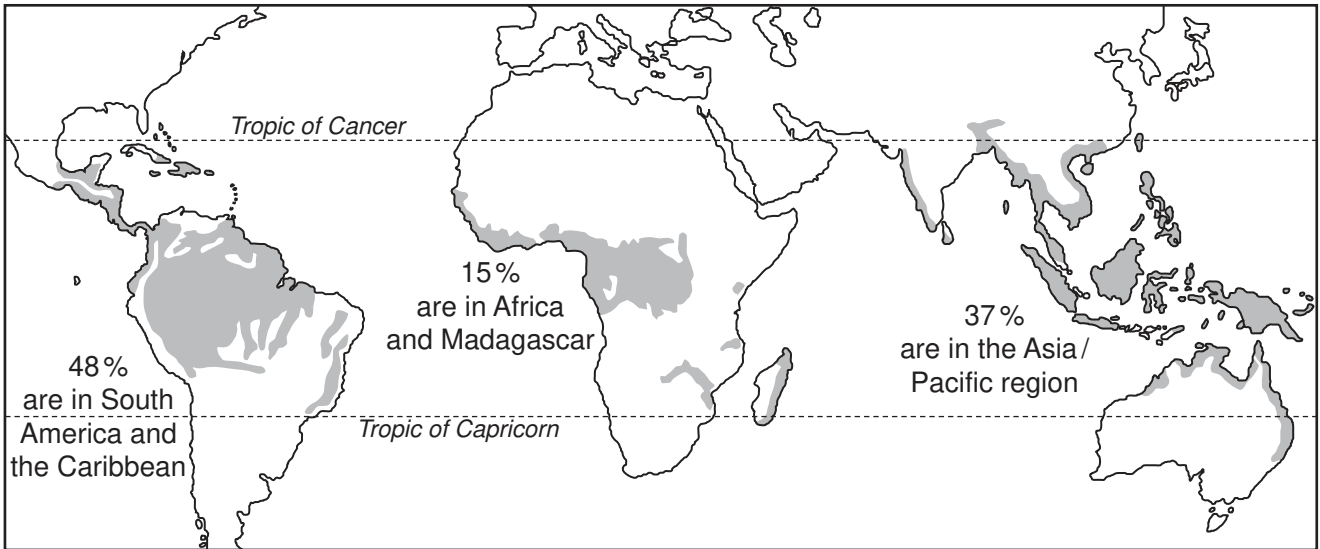 Tropic of Cancer
15%
are in Africa
and Madagascar
37%
are in the Asia/
Pacific region
48%
are in South
America and
the Caribbean
Tropic of Capricorn